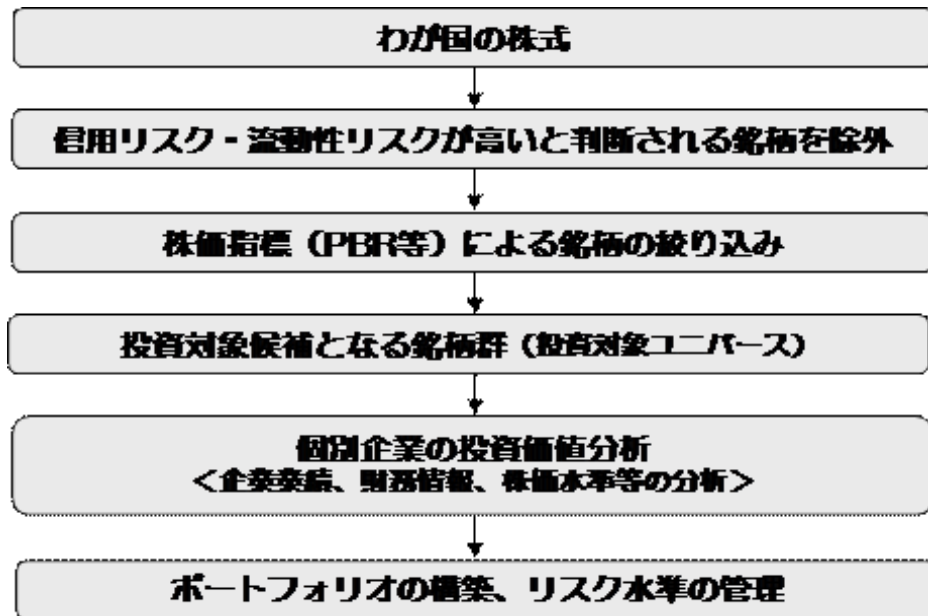 わが国の株式
信用リスク・流動性リスクが高いと判断される銘柄を除外
株価指標（PBR等）による銘柄の絞り込み
投資対象候補となる銘柄群（投資対象ユニバース）
個別企業の投資価値分析
＜企業業績、財務情報、株価水準等の分析＞
ポートフォリオの構築、リスク水準の管理